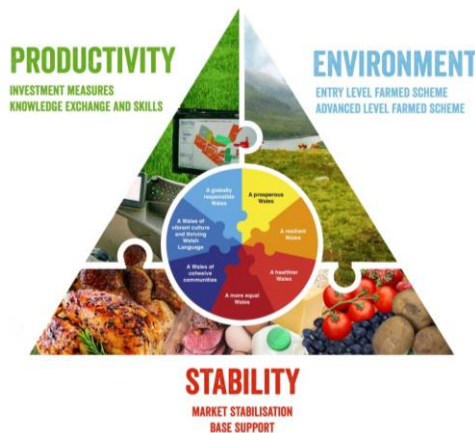 PRODUCTIVITY
INVESTMENT MEASURES
KNOWLEDGE EXCHANGE AND SKILLS
ENVIRONMENT
ENTRY LEVEL FARMED SCHEME
ADVANCED LEVEL FARMED SCHEME
A globally
responsible
Wales
A prosperous
Wales
A Wales of
vibrant culture
and thriving
Welsh
Language
A resilient
Wales
A Wales of
cohesive
communities
A healthier
Wales
A more equal
Wales
STABILITY
MARKET STABILISATION
BASE SUPPORT